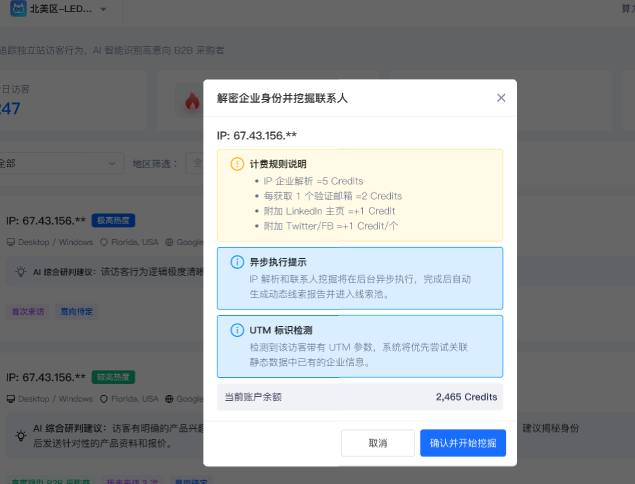 北美区-LED...
算
追踪独立站访客行为，AI 智能识别高意向 B2B 采购者
日访客
247
全部
地区筛选：
全
IP: 67.43.156.** 极高热度
Desktop / Windows Florida, USA Google
AI 综合研判建议：该访客行为逻辑极度清晰
首次来访 意向待定
IP: 67.43.156.** 较高热度
Desktop / Windows Florida, USA Google
AI 综合研判建议：访客有明确的产品兴趣
建议揭秘身份
后发送针对性的产品资料和报价。
意向待定
解密企业身份并挖掘联系人
IP: 67.43.156.**
计费规则说明
• IP 企业解析 =5 Credits
• 每获取 1 个验证邮箱 =2 Credits
• 附加 LinkedIn 主页 =+1 Credit
• 附加 Twitter/FB =+1 Credit/个
异步执行提示
IP 解析和联系人挖掘将在后台异步执行，完成后自动
生成动态线索报告并进入线索池。
UTM 标识检测
检测到该访客带有 UTM 参数，系统将优先尝试关联
静态数据中已有的企业信息。
当前账户余额 2,465 Credits
取消 确认并开始挖掘